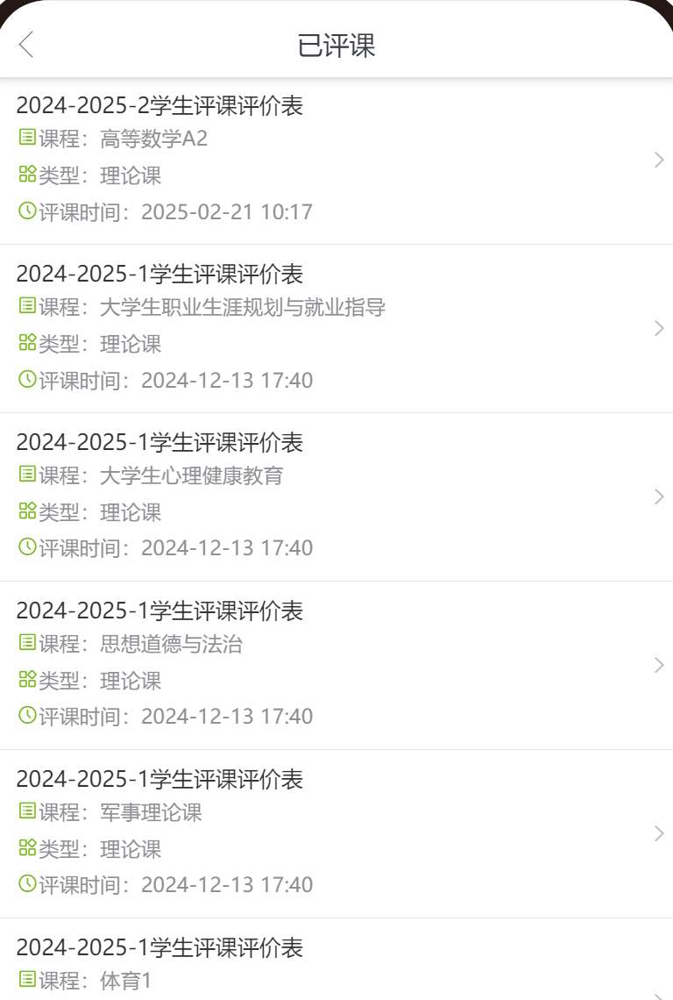 已评课
2024-2025-2学生评课评价表
课程：高等数学A2
类型：理论课
评课时间：2025-02-21 10:17
2024-2025-1学生评课评价表
课程：大学生职业生涯规划与就业指导
类型：理论课
评课时间：2024-12-13 17:40
2024-2025-1学生评课评价表
课程：大学生心理健康教育
类型：理论课
评课时间：2024-12-13 17:40
2024-2025-1学生评课评价表
课程：思想道德与法治
类型：理论课
评课时间：2024-12-13 17:40
2024-2025-1学生评课评价表
课程：军事理论课
类型：理论课
评课时间：2024-12-13 17:40
2024-2025-1学生评课评价表
课程：体育1